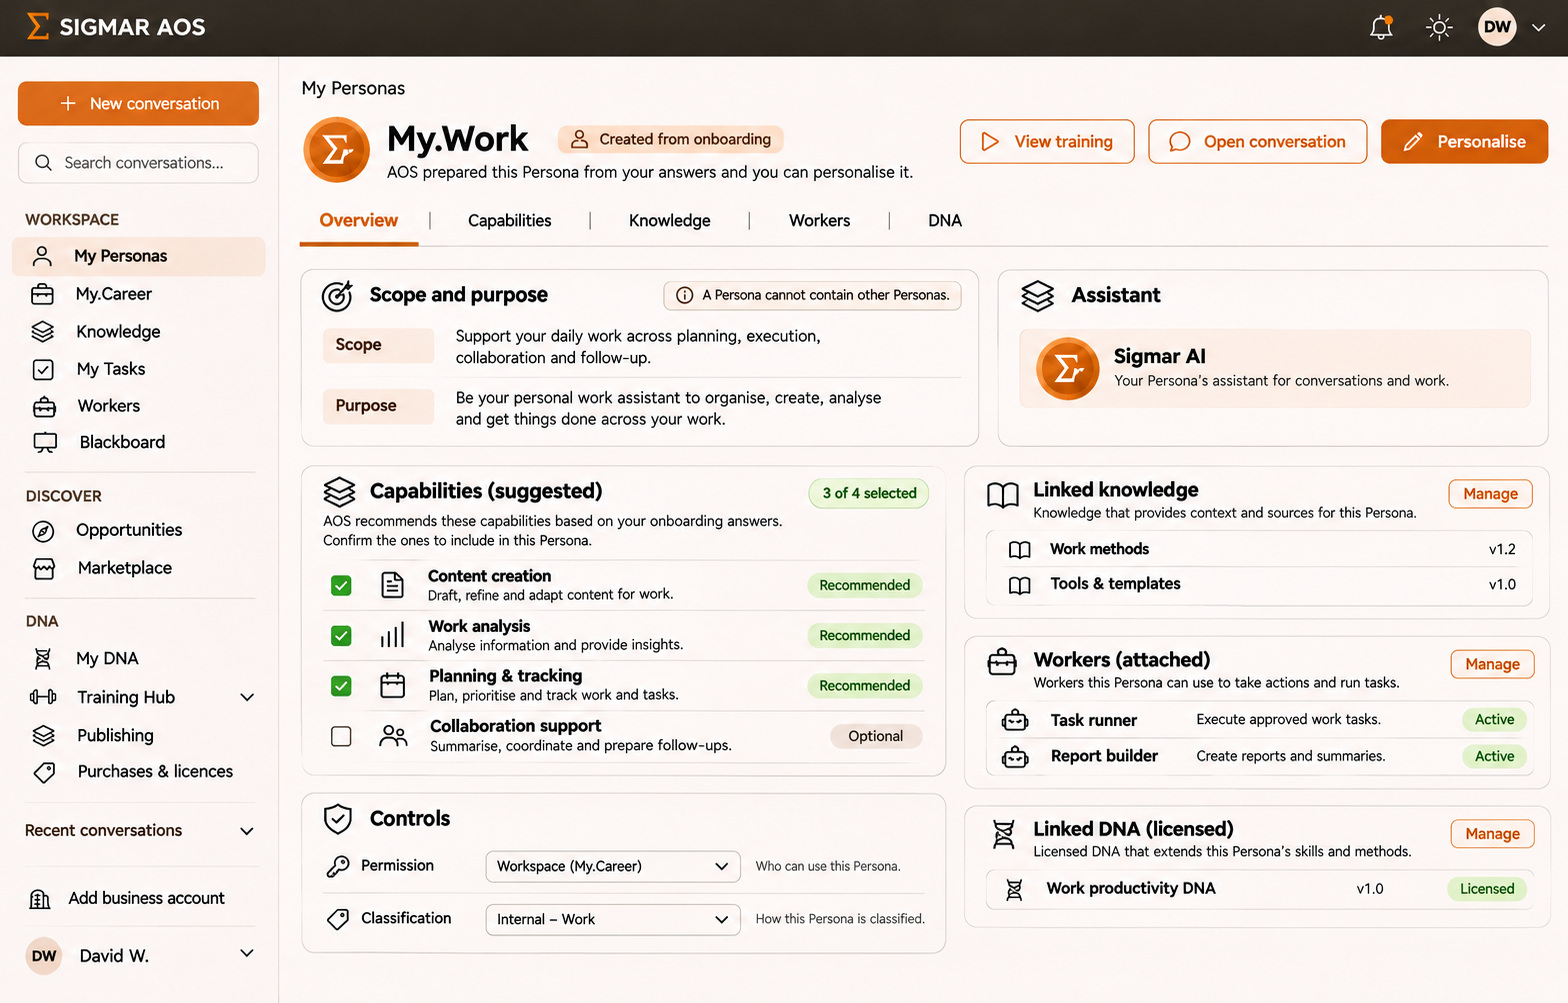 SIGMAR AOS
DW
New conversation
Search conversations...
WORKSPACE
My Personas
My.Career
Knowledge
My Tasks
Workers
Blackboard
DISCOVER
Opportunities
Marketplace
DNA
My DNA
Training Hub
Publishing
Purchases & licences
Recent conversations
Add business account
DW David W.
My Personas
My.Work
Created from onboarding
AOS prepared this Persona from your answers and you can personalise it.
View training
Open conversation
Personalise
Overview | Capabilities | Knowledge | Workers | DNA
Scope and purpose
A Persona cannot contain other Personas.
Scope
Support your daily work across planning, execution,
collaboration and follow-up.
Purpose
Be your personal work assistant to organise, create, analyse
and get things done across your work.
Assistant
Sigmar AI
Your Persona's assistant for conversations and work.
Capabilities (suggested)
3 of 4 selected
AOS recommends these capabilities based on your onboarding answers.
Confirm the ones to include in this Persona.
Content creation
Draft, refine and adapt content for work.
Recommended
Work analysis
Analyse information and provide insights.
Recommended
Planning & tracking
Plan, prioritise and track work and tasks.
Recommended
Collaboration support
Summarise, coordinate and prepare follow-ups.
Optional
Controls
Permission
Workspace (My.Career)
Who can use this Persona.
Classification
Internal – Work
How this Persona is classified.
Linked knowledge
Knowledge that provides context and sources for this Persona.
Manage
Work methods v1.2
Tools & templates v1.0
Workers (attached)
Workers this Persona can use to take actions and run tasks.
Manage
Task runner Execute approved work tasks. Active
Report builder Create reports and summaries. Active
Linked DNA (licensed)
Licensed DNA that extends this Persona's skills and methods.
Manage
Work productivity DNA v1.0 Licensed